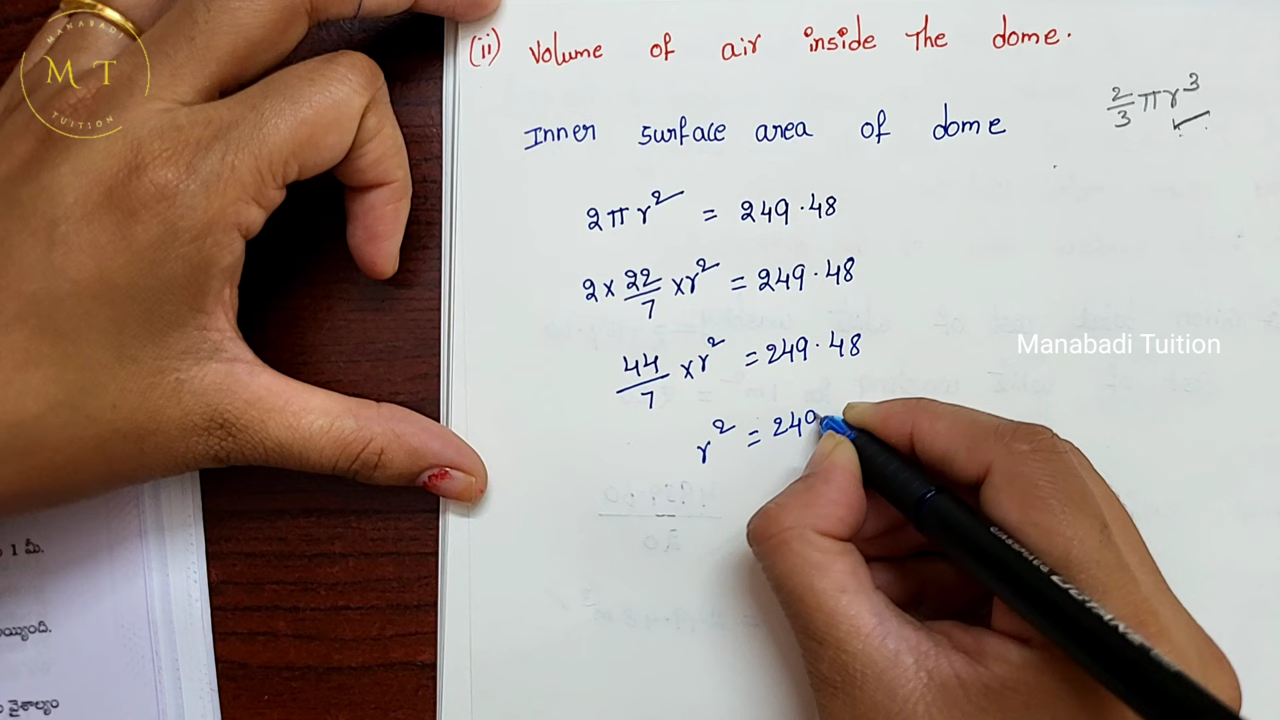 MANABADI
M T
TUITION
(ii) Volume of air inside the dome.
2/3 πr³
Inner surface area of dome
2πr² = 249.48
2 × 22/7 × r² = 249.48
44/7 × r² = 249.48
Manabadi Tuition
r² = 249
1 మీ.
వైశాల్యం